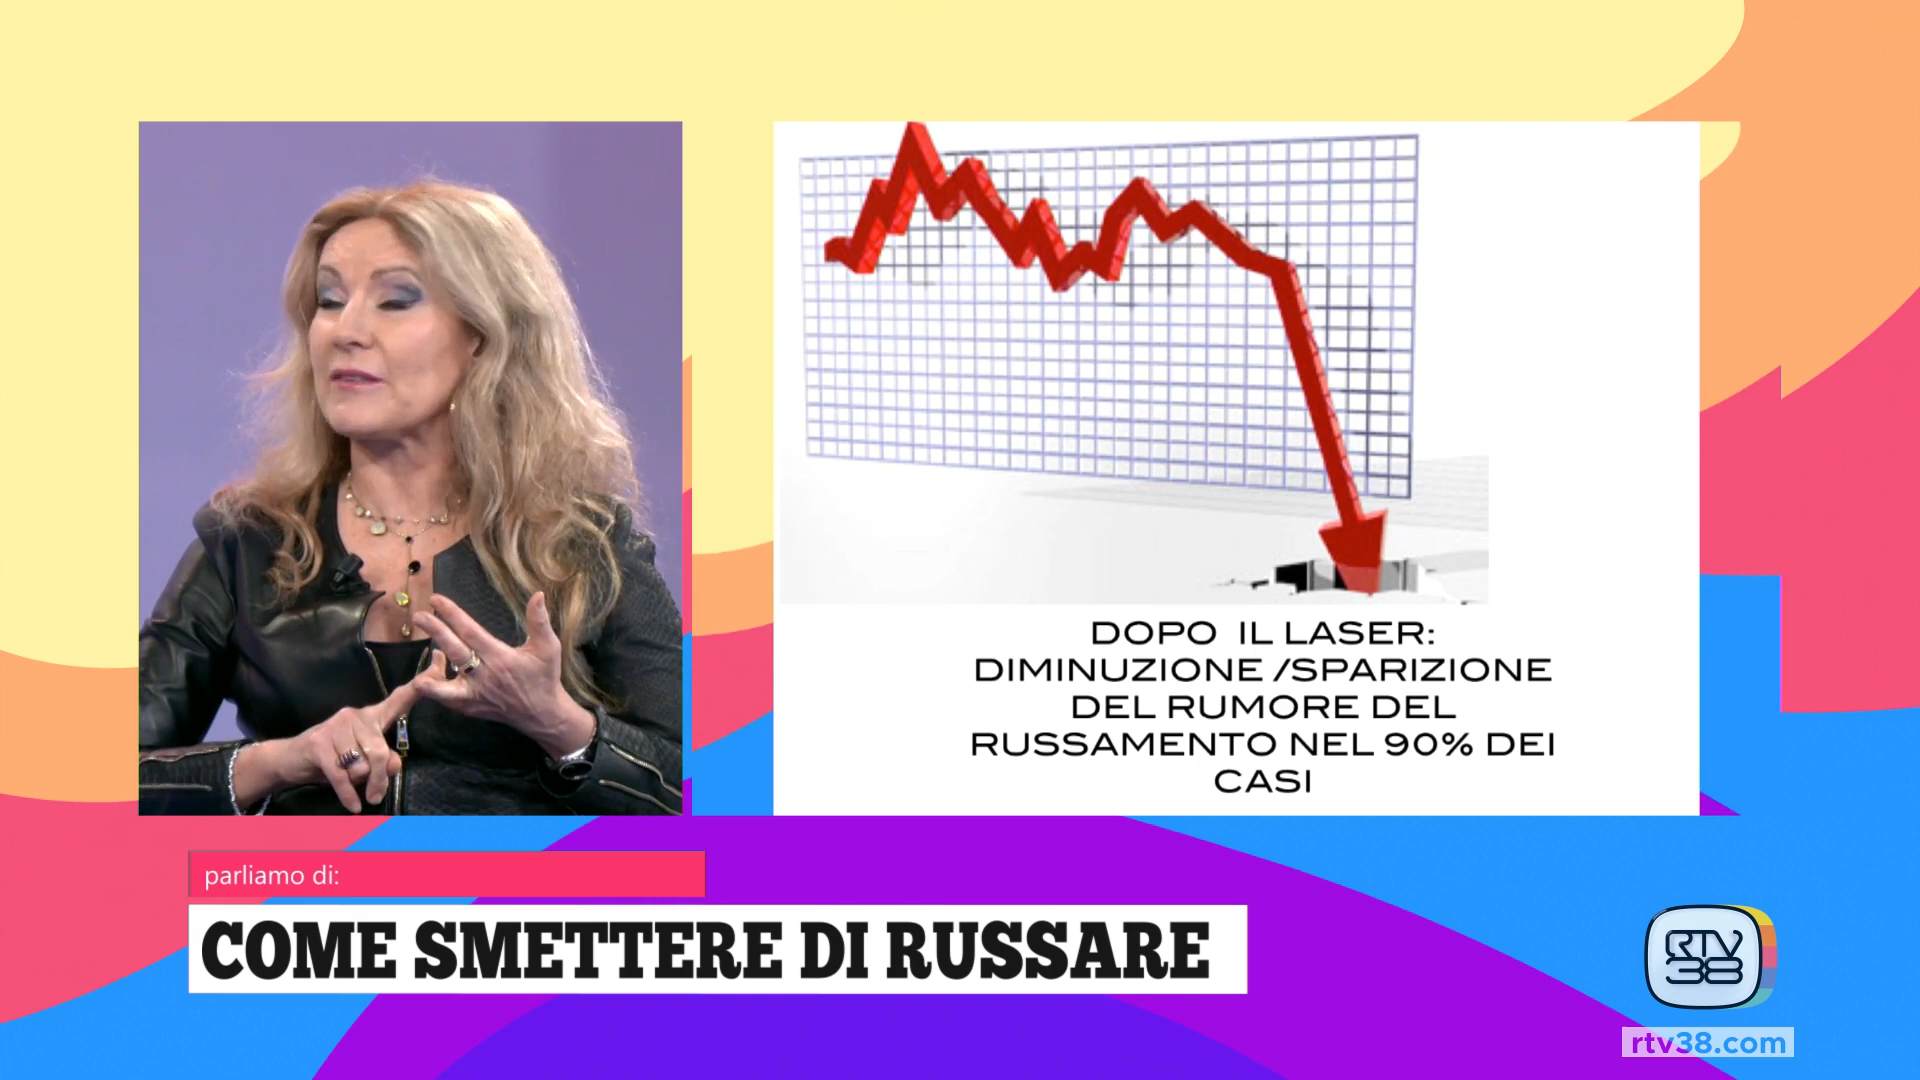 DOPO IL LASER:
DIMINUZIONE /SPARIZIONE
DEL RUMORE DEL
RUSSAMENTO NEL 90% DEI
CASI
parliamo di:
COME SMETTERE DI RUSSARE
RTV
38
rtv38.com